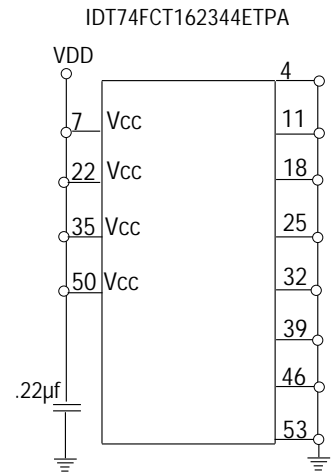 IDT74FCT162344ETPA
VDD
4
7 Vcc 11
22 Vcc 18
35 Vcc 25
50 Vcc 32
39
.22µf 46
53